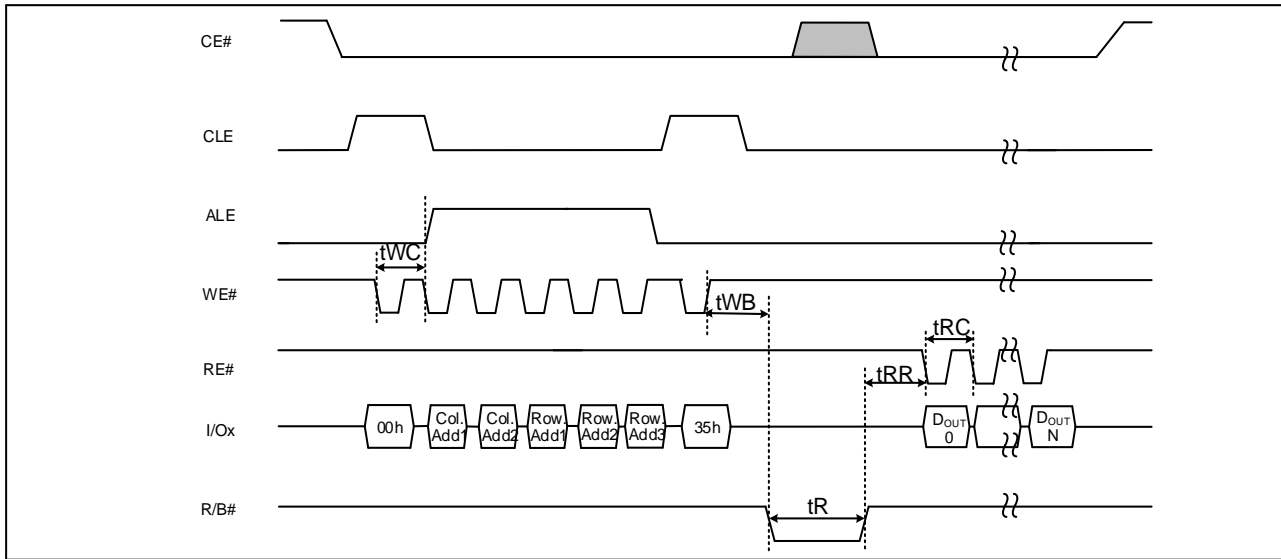 CE#
CLE
ALE
tWC
WE#
tWB
tRC
RE#
tRR
I/Ox
00h
Col.
Add1
Col.
Add2
Row.
Add1
Row.
Add2
Row.
Add3
35h
DOUT
0
DOUT
N
R/B#
tR